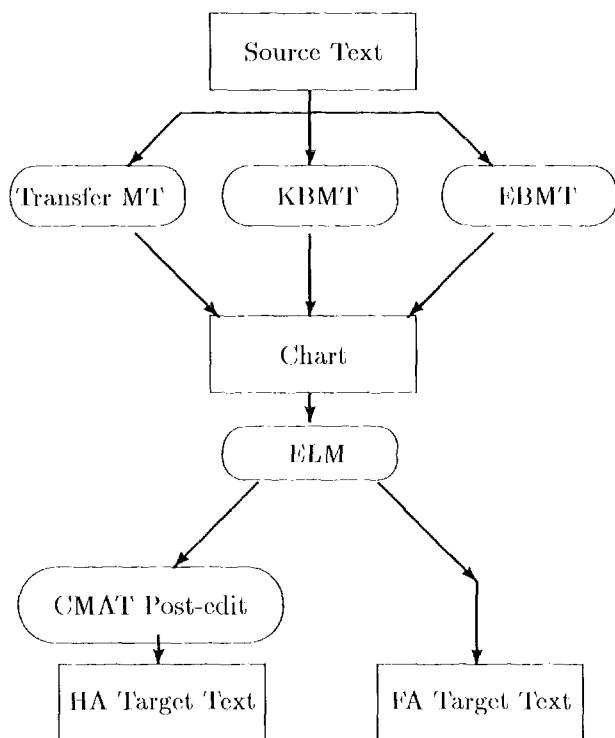 Source Text
Transfer MT
KBMT
EBMT
Chart
ELM
CMAT Post-edit
HA Target Text
FA Target Text